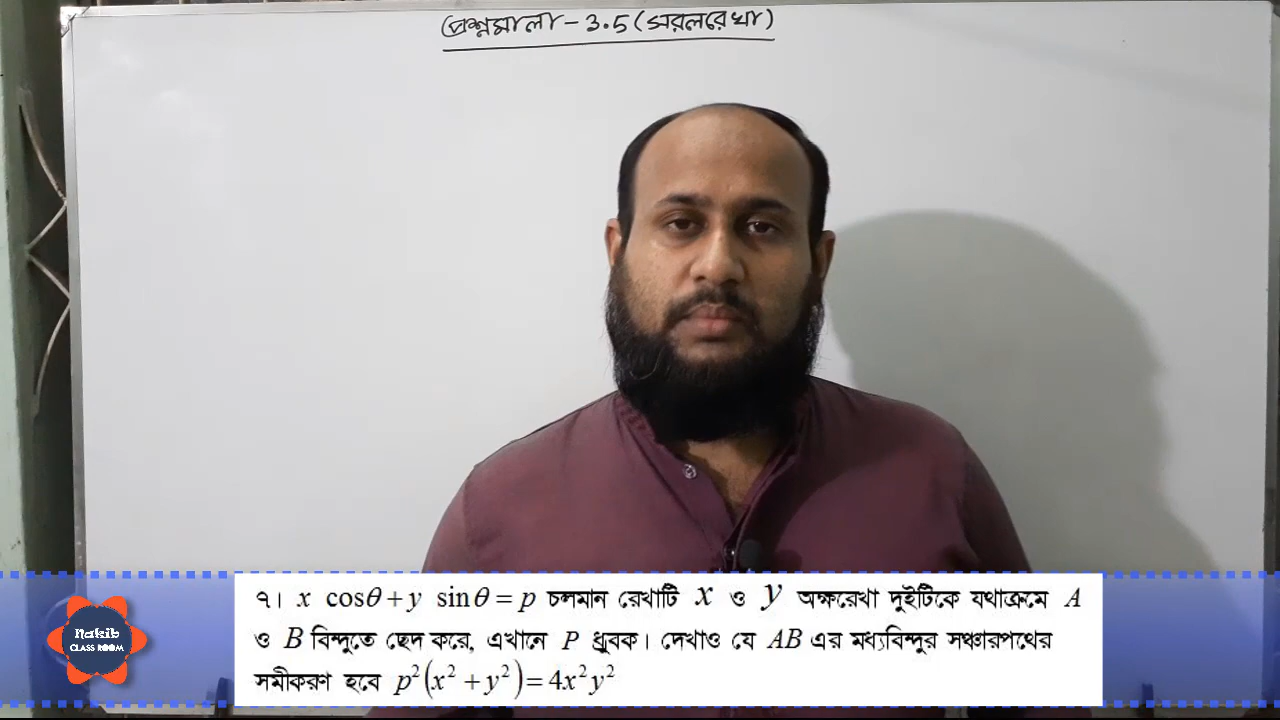 প্রশ্নমালা - 3.5 (সরলরেখা)
৭। x cosθ + y sinθ = p চলমান রেখাটি x ও y অক্ষরেখা দুইটিকে যথাক্রমে A
ও B বিন্দুতে ছেদ করে, এখানে P ধ্রুবক। দেখাও যে AB এর মধ্যবিন্দুর সঞ্চারপথের
সমীকরণ হবে p²(x² + y²) = 4x²y²
Nakib
CLASS ROOM